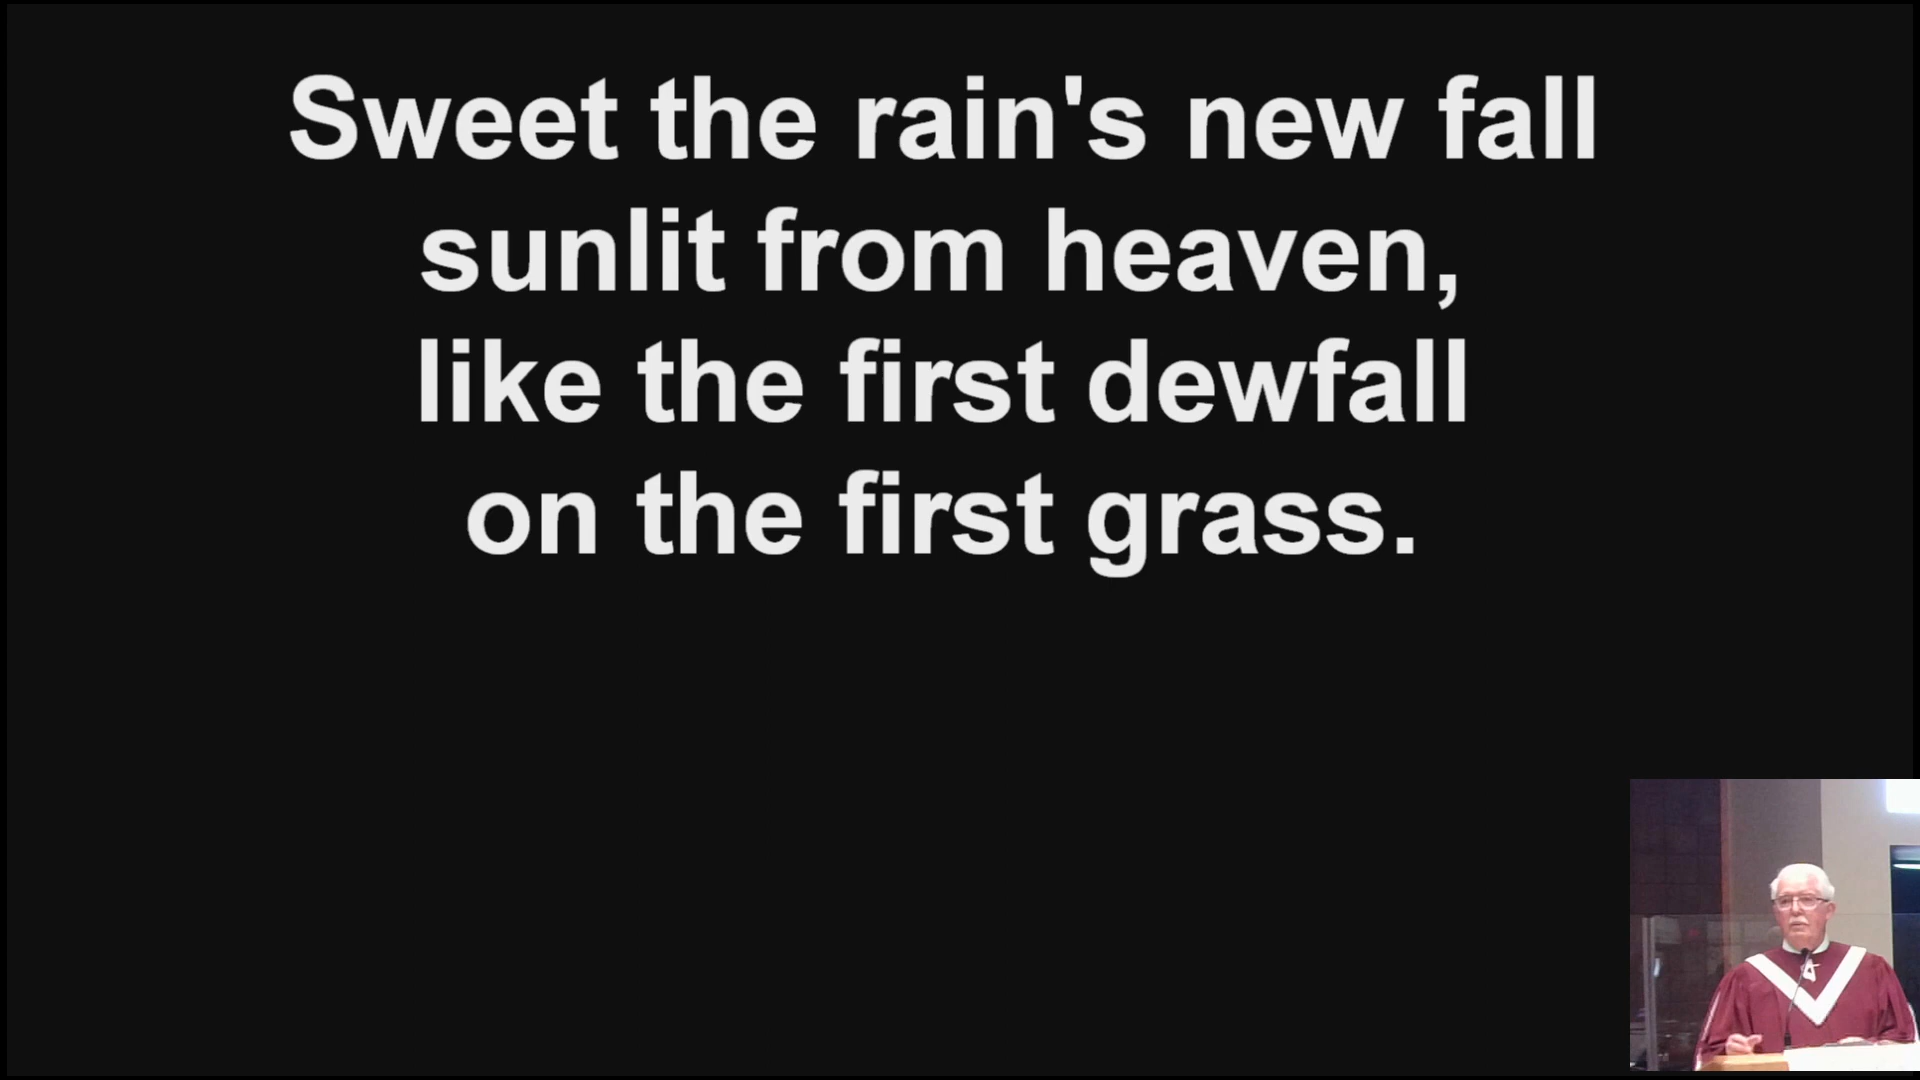 Sweet the rain's new fall
sunlit from heaven,
like the first dewfall
on the first grass.